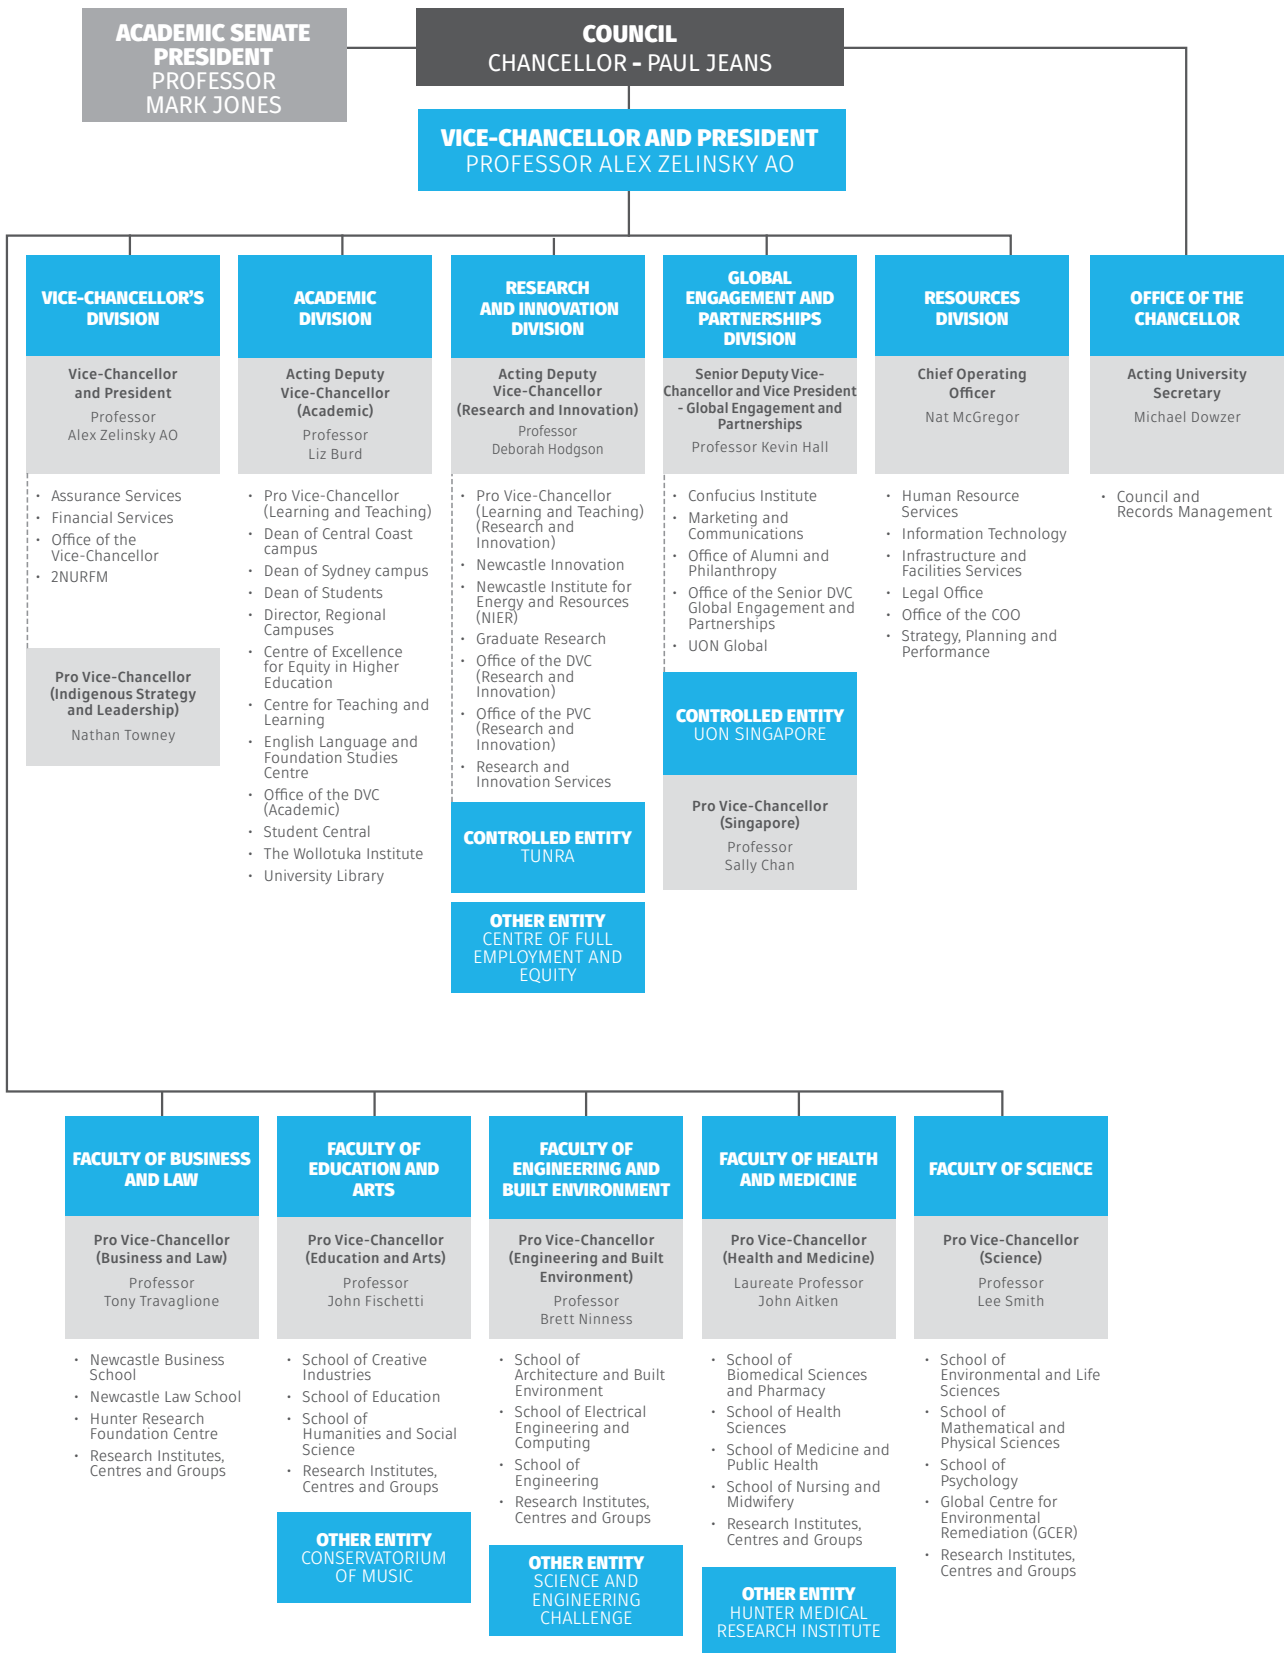 ACADEMIC SENATE
PRESIDENT
PROFESSOR
MARK JONES
COUNCIL
CHANCELLOR - PAUL JEANS
VICE-CHANCELLOR AND PRESIDENT
PROFESSOR ALEX ZELINSKY AO
VICE-CHANCELLOR'S
DIVISION
Vice-Chancellor
and President
Professor
Alex Zelinsky AO
• Assurance Services
• Financial Services
• Office of the
Vice-Chancellor
• 2NURFM
Pro Vice-Chancellor
(Indigenous Strategy
and Leadership)
Nathan Towney
ACADEMIC
DIVISION
Acting Deputy
Vice-Chancellor
(Academic)
Professor
Liz Burd
• Pro Vice-Chancellor
(Learning and Teaching)
• Dean of Central Coast
campus
• Dean of Sydney campus
• Dean of Students
• Director, Regional
Campuses
• Centre of Excellence
for Equity in Higher
Education
• Centre for Teaching and
Learning
• English Language and
Foundation Studies
Centre
• Office of the DVC
(Academic)
• Student Central
• The Wollotuka Institute
• University Library
RESEARCH
AND INNOVATION
DIVISION
Acting Deputy
Vice-Chancellor
(Research and Innovation)
Professor
Deborah Hodgson
• Pro Vice-Chancellor
(Learning and Teaching)
(Research and
Innovation)
• Newcastle Innovation
• Newcastle Institute for
Energy and Resources
(NIER)
• Graduate Research
• Office of the DVC
(Research and
Innovation)
• Office of the PVC
(Research and
Innovation)
• Research and
Innovation Services
CONTROLLED ENTITY
TUNRA
OTHER ENTITY
CENTRE OF FULL
EMPLOYMENT AND
EQUITY
GLOBAL
ENGAGEMENT AND
PARTNERSHIPS
DIVISION
Senior Deputy Vice-
Chancellor and Vice President
- Global Engagement and
Partnerships
Professor Kevin Hall
• Confucius Institute
• Marketing and
Communications
• Office of Alumni and
Philanthropy
• Office of the Senior DVC
Global Engagement and
Partnerships
• UON Global
CONTROLLED ENTITY
UON SINGAPORE
Pro Vice-Chancellor
(Singapore)
Professor
Sally Chan
RESOURCES
DIVISION
Chief Operating
Officer
Nat McGregor
• Human Resource
Services
• Information Technology
• Infrastructure and
Facilities Services
• Legal Office
• Office of the COO
• Strategy, Planning and
Performance
OFFICE OF THE
CHANCELLOR
Acting University
Secretary
Michael Dowzer
• Council and
Records Management
FACULTY OF BUSINESS
AND LAW
Pro Vice-Chancellor
(Business and Law)
Professor
Tony Travaglione
• Newcastle Business
School
• Newcastle Law School
• Hunter Research
Foundation Centre
• Research Institutes,
Centres and Groups
FACULTY OF
EDUCATION AND
ARTS
Pro Vice-Chancellor
(Education and Arts)
Professor
John Fischetti
• School of Creative
Industries
• School of Education
• School of
Humanities and Social
Science
• Research Institutes,
Centres and Groups
OTHER ENTITY
CONSERVATORIUM
OF MUSIC
FACULTY OF
ENGINEERING AND
BUILT ENVIRONMENT
Pro Vice-Chancellor
(Engineering and Built
Environment)
Professor
Brett Ninness
• School of
Architecture and Built
Environment
• School of Electrical
Engineering and
Computing
• School of
Engineering
• Research Institutes,
Centres and Groups
OTHER ENTITY
SCIENCE AND
ENGINEERING
CHALLENGE
FACULTY OF HEALTH
AND MEDICINE
Pro Vice-Chancellor
(Health and Medicine)
Laureate Professor
John Aitken
• School of
Biomedical Sciences
and Pharmacy
• School of Health
Sciences
• School of Medicine and
Public Health
• School of Nursing and
Midwifery
• Research Institutes,
Centres and Groups
OTHER ENTITY
HUNTER MEDICAL
RESEARCH INSTITUTE
FACULTY OF SCIENCE
Pro Vice-Chancellor
(Science)
Professor
Lee Smith
• School of
Environmental and Life
Sciences
• School of
Mathematical and
Physical Sciences
• School of
Psychology
• Global Centre for
Environmental
Remediation (GCER)
• Research Institutes,
Centres and Groups